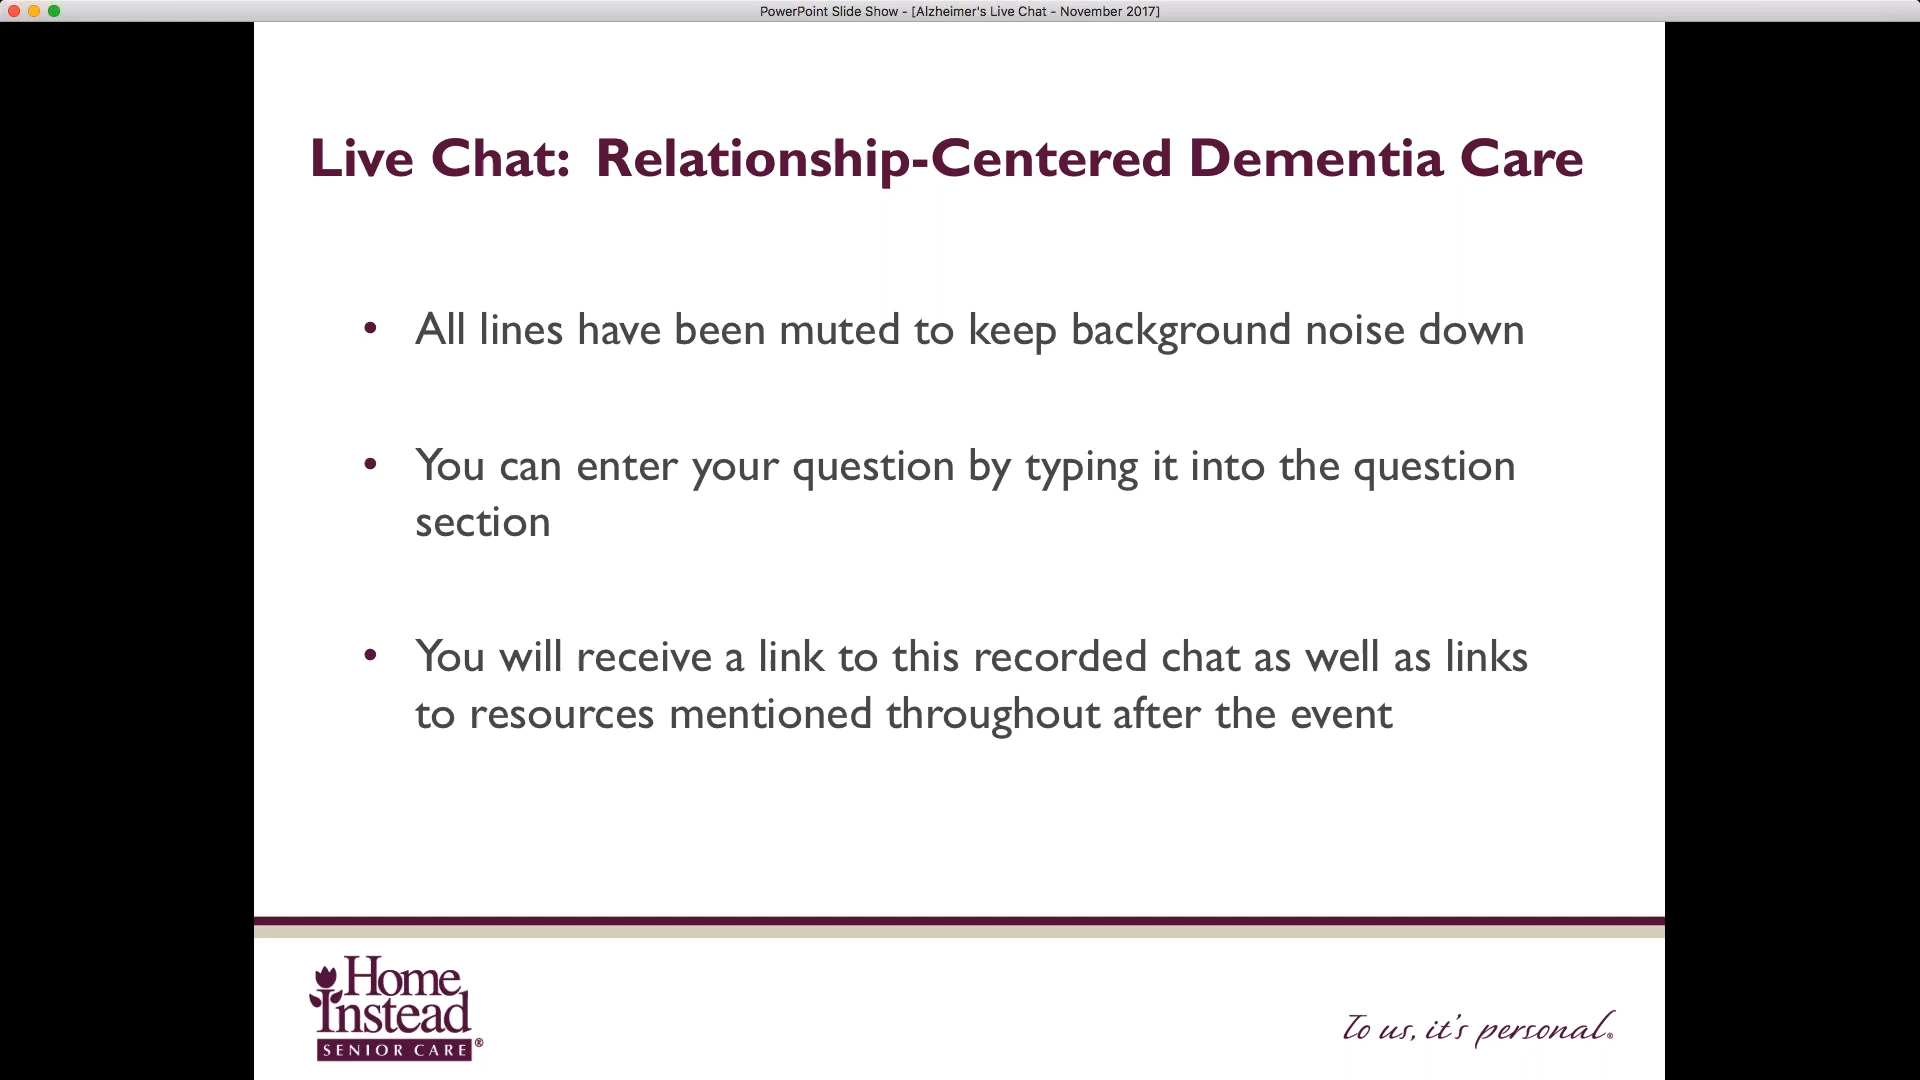 PowerPoint Slide Show - [Alzheimer's Live Chat - November 2017]
Live Chat:  Relationship-Centered Dementia Care
• All lines have been muted to keep background noise down
• You can enter your question by typing it into the question
section
• You will receive a link to this recorded chat as well as links
to resources mentioned throughout after the event
Home
Instead
SENIOR CARE®
To us, it's personal.®